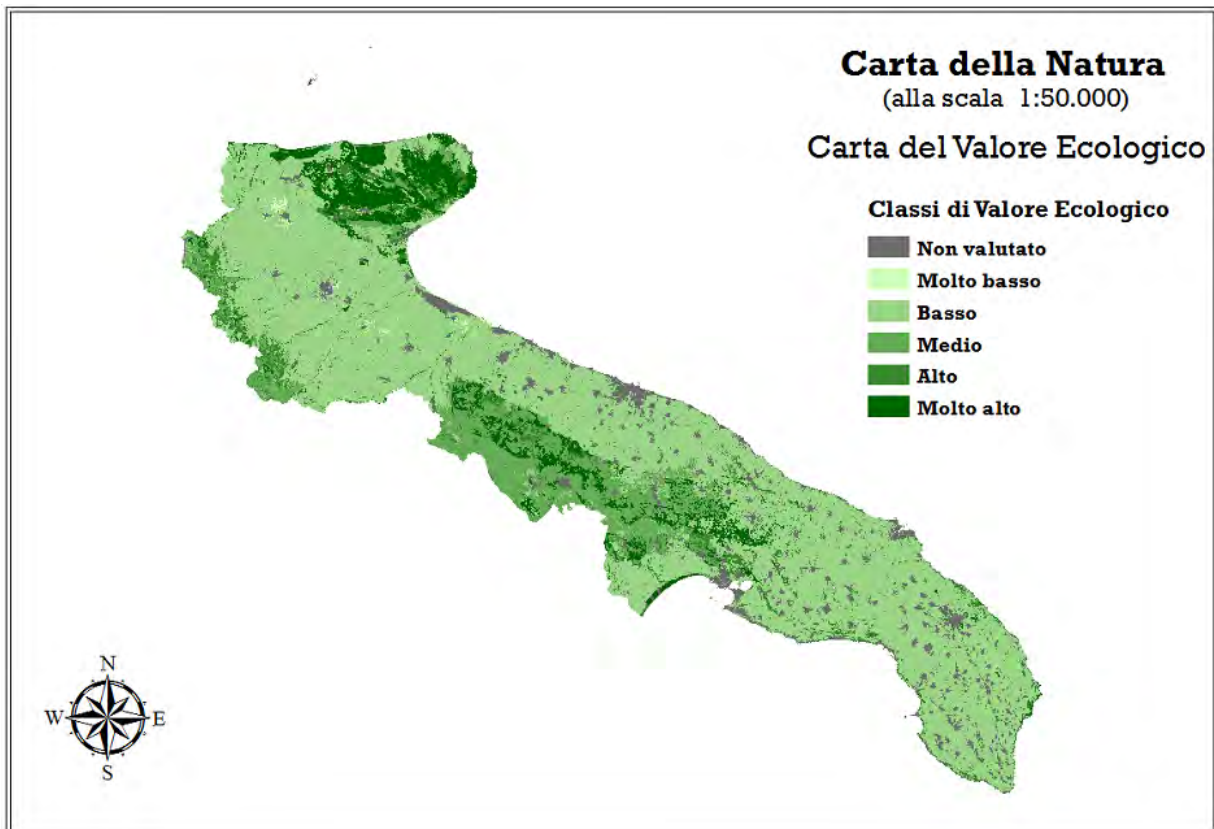 Carta della Natura
(alla scala 1:50.000)
Carta del Valore Ecologico
Classi di Valore Ecologico
Non valutato
Molto basso
Basso
Medio
Alto
Molto alto
N
W E
S